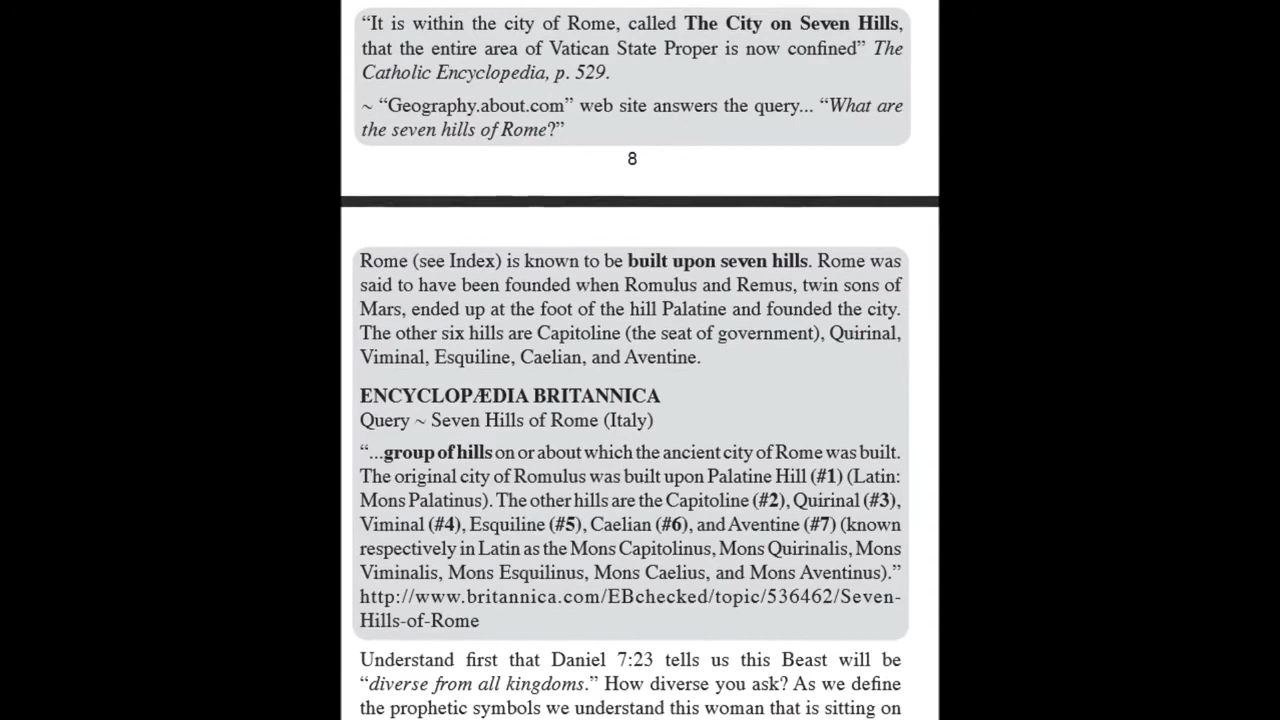 “It is within the city of Rome, called The City on Seven Hills,
that the entire area of Vatican State Proper is now confined” The
Catholic Encyclopedia, p. 529.
~ “Geography.about.com” web site answers the query... “What are
the seven hills of Rome?”
8
Rome (see Index) is known to be built upon seven hills. Rome was
said to have been founded when Romulus and Remus, twin sons of
Mars, ended up at the foot of the hill Palatine and founded the city.
The other six hills are Capitoline (the seat of government), Quirinal,
Viminal, Esquiline, Caelian, and Aventine.
ENCYCLOPÆDIA BRITANNICA
Query ~ Seven Hills of Rome (Italy)
“...group of hills on or about which the ancient city of Rome was built.
The original city of Romulus was built upon Palatine Hill (#1) (Latin:
Mons Palatinus). The other hills are the Capitoline (#2), Quirinal (#3),
Viminal (#4), Esquiline (#5), Caelian (#6), and Aventine (#7) (known
respectively in Latin as the Mons Capitolinus, Mons Quirinalis, Mons
Viminalis, Mons Esquilinus, Mons Caelius, and Mons Aventinus).”
http://www.britannica.com/EBchecked/topic/536462/Seven-
Hills-of-Rome
Understand first that Daniel 7:23 tells us this Beast will be
“diverse from all kingdoms.” How diverse you ask? As we define
the prophetic symbols we understand this woman that is sitting on